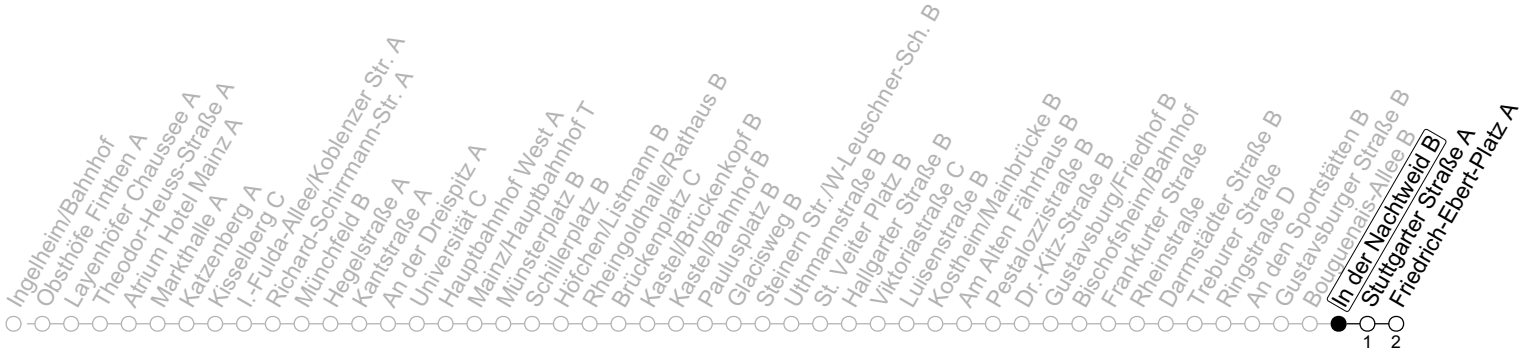 Ingelheim/Bahnhof
Obsthöfe Finthen A
Layenhöfer Chaussee A
Theodor-Heuss-Straße A
Atrium Hotel Mainz A
Markthalle A
Katzenberg A
Kisselberg C
I.-Fulda-Allee/Koblenzer Str. A
Richard-Schirrmann-Str. A
Münchfeld B
Hegelstraße A
Kantstraße A
An der Dreispitz A
Universität C
Hauptbahnhof West A
Mainz/Hauptbahnhof T
Münsterplatz B
Schillerplatz B
Höfchen/Listmann B
Rheingoldhalle/Rathaus B
Brückenplatz C
Kastel/Brückenkopf B
Kastel/Bahnhof B
Paulusplatz B
Glacisweg B
Steinern Str./W-Leuschner-Sch. B
Uthmannstraße B
St. Veiter Platz B
Hallgarter Straße B
Viktoriastraße C
Luisenstraße B
Kostheim/Mainbrücke B
Am Alten Fährhaus B
Pestalozzistraße B
Dr.-Kitz-Straße B
Gustavsburg/Friedhof B
Bischofsheim/Bahnhof
Frankfurter Straße
Rheinstraße
Darmstädter Straße B
Treburer Straße
Ringstraße D
An den Sportstätten B
Gustavsburger Straße B
Bouguenais-Allee B
In der Nachtweid B
Stuttgarter Straße A
Friedrich-Ebert-Platz A
1 2